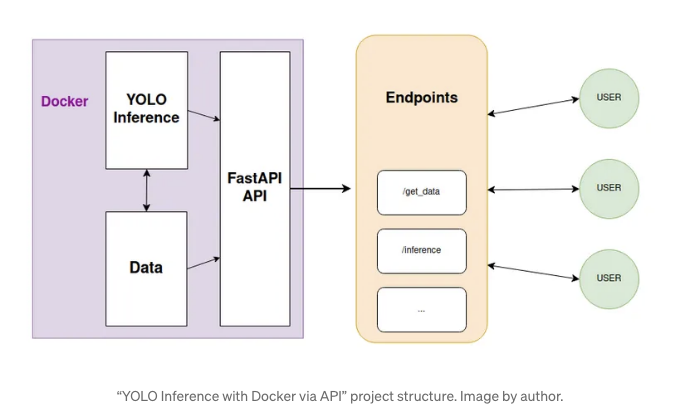 Docker
YOLO
Inference
Data
FastAPI
API
Endpoints
/get_data
/inference
...
USER
USER
USER
“YOLO Inference with Docker via API” project structure. Image by author.